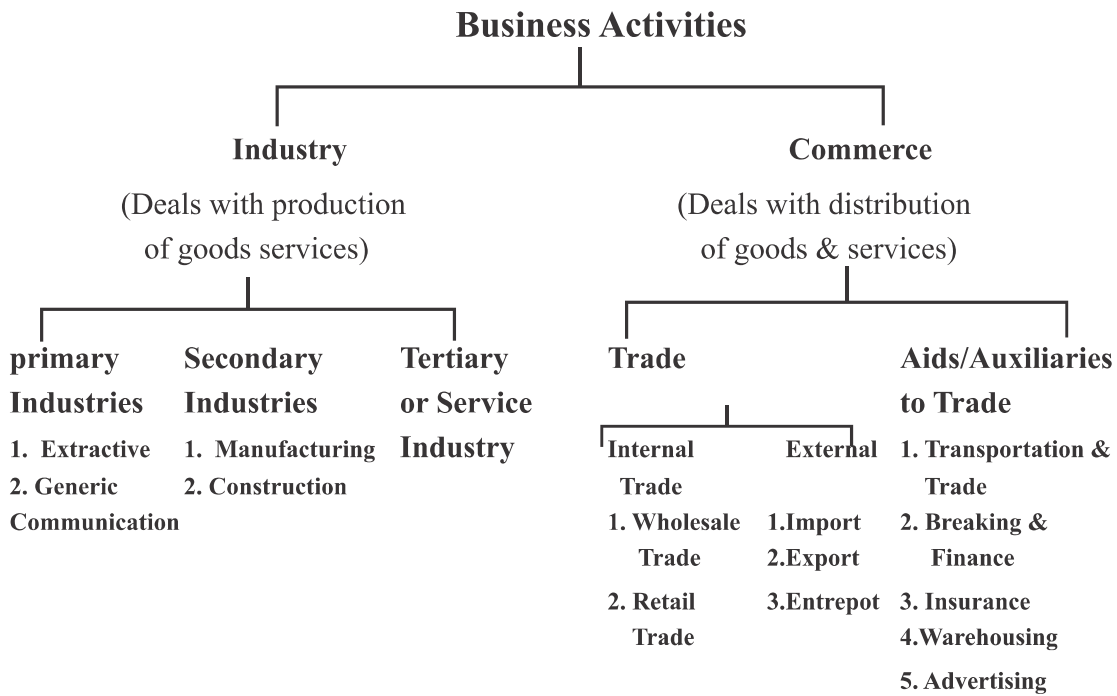 Business Activities
Industry
(Deals with production
of goods services)
Commerce
(Deals with distribution
of goods & services)
primary
Industries
1. Extractive
2. Generic
Communication
Secondary
Industries
1. Manufacturing
2. Construction
Tertiary
or Service
Industry
Trade
Internal
Trade
1. Wholesale
Trade
2. Retail
Trade
External
1.Import
2.Export
3.Entrepot
Aids/Auxiliaries
to Trade
1. Transportation &
Trade
2. Breaking &
Finance
3. Insurance
4.Warehousing
5. Advertising